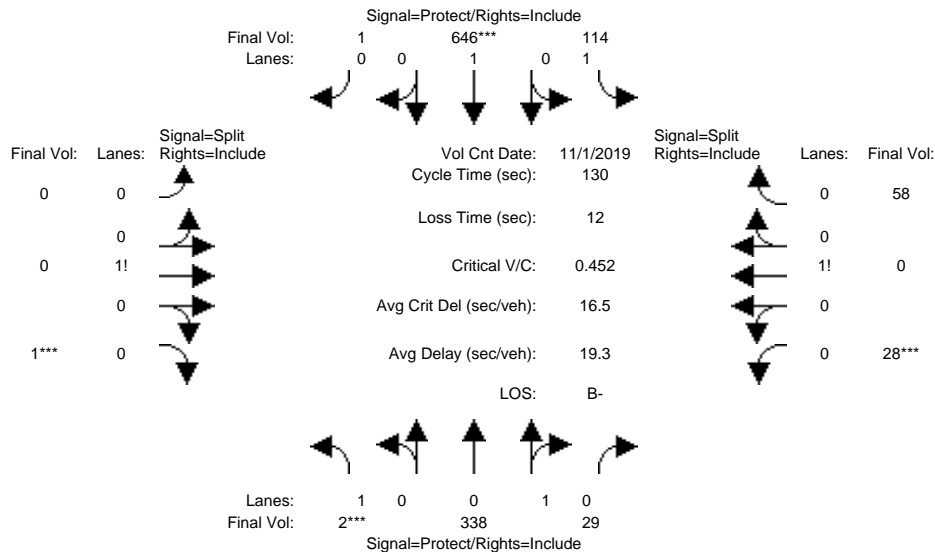 Signal=Protect/Rights=Include
Final Vol: 1 646*** 114
Lanes: 0 0 1 0 1
Signal=Split
Final Vol: Lanes: Rights=Include
Vol Cnt Date: 11/1/2019
Signal=Split
Rights=Include Lanes: Final Vol:
Cycle Time (sec): 130
0 0
0 58
Loss Time (sec): 12
0
0
0 1!
Critical V/C: 0.452
1! 0
0
Avg Crit Del (sec/veh): 16.5
0
1*** 0
Avg Delay (sec/veh): 19.3
0 28***
LOS: B-
Lanes: 1 0 0 1 0
Final Vol: 2*** 338 29
Signal=Protect/Rights=Include